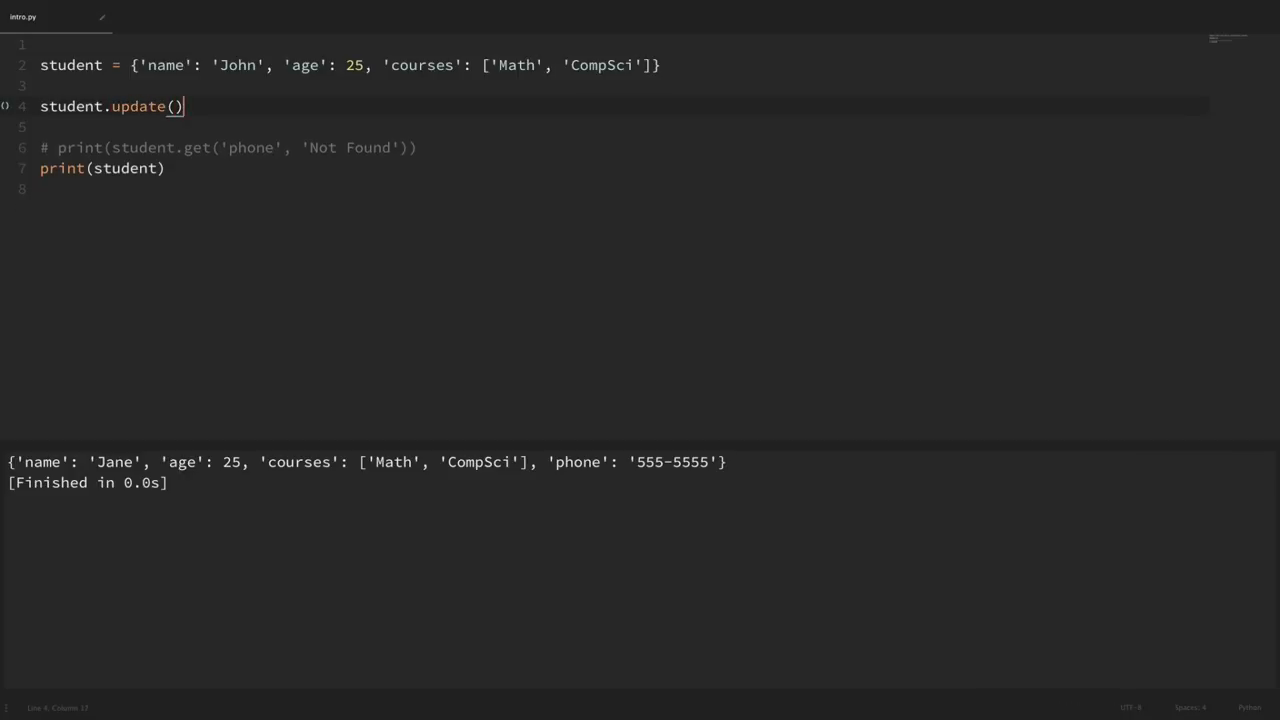 intro.py
1
2 student = {'name': 'John', 'age': 25, 'courses': ['Math', 'CompSci']}
3
4 student.update()
5
6 # print(student.get('phone', 'Not Found'))
7 print(student)
8
{'name': 'Jane', 'age': 25, 'courses': ['Math', 'CompSci'], 'phone': '555-5555'}
[Finished in 0.0s]
Line 4, Column 17 UTF-8 Spaces: 4 Python